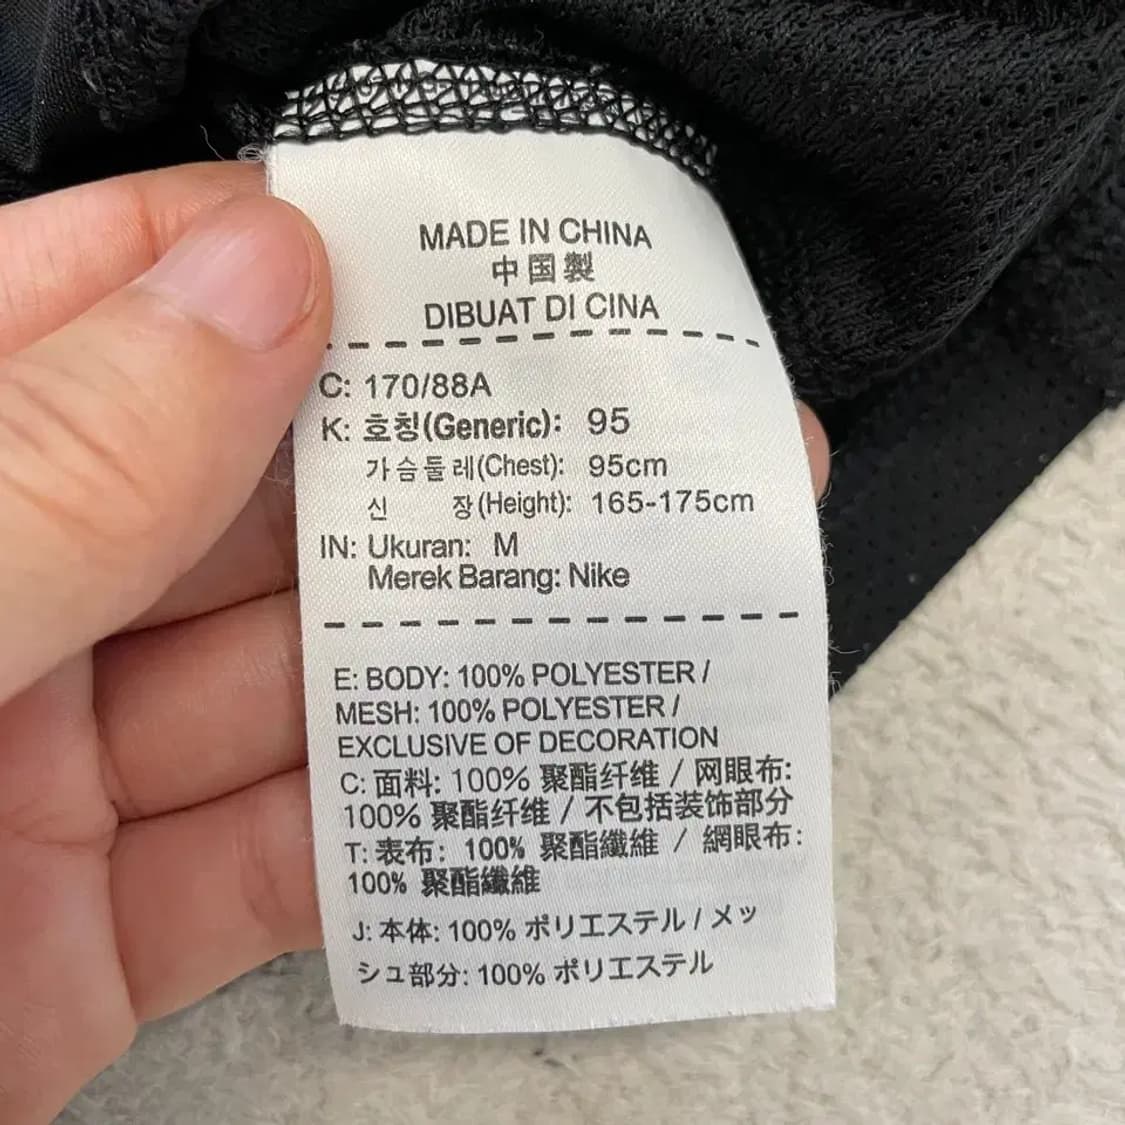 MADE IN CHINA
中国製
DIBUAT DI CINA
C: 170/88A
K: 호칭(Generic): 95
가슴둘레(Chest): 95cm
신 장(Height): 165-175cm
IN: Ukuran: M
Merek Barang: Nike
E: BODY: 100% POLYESTER /
MESH: 100% POLYESTER /
EXCLUSIVE OF DECORATION
C: 面料: 100% 聚酯纤维 / 网眼布:
100% 聚酯纤维 / 不包括装饰部分
T: 表布: 100% 聚酯纖維 / 網眼布:
100% 聚酯纖維
J: 本体: 100% ポリエステル / メッ
シュ部分: 100% ポリエステル